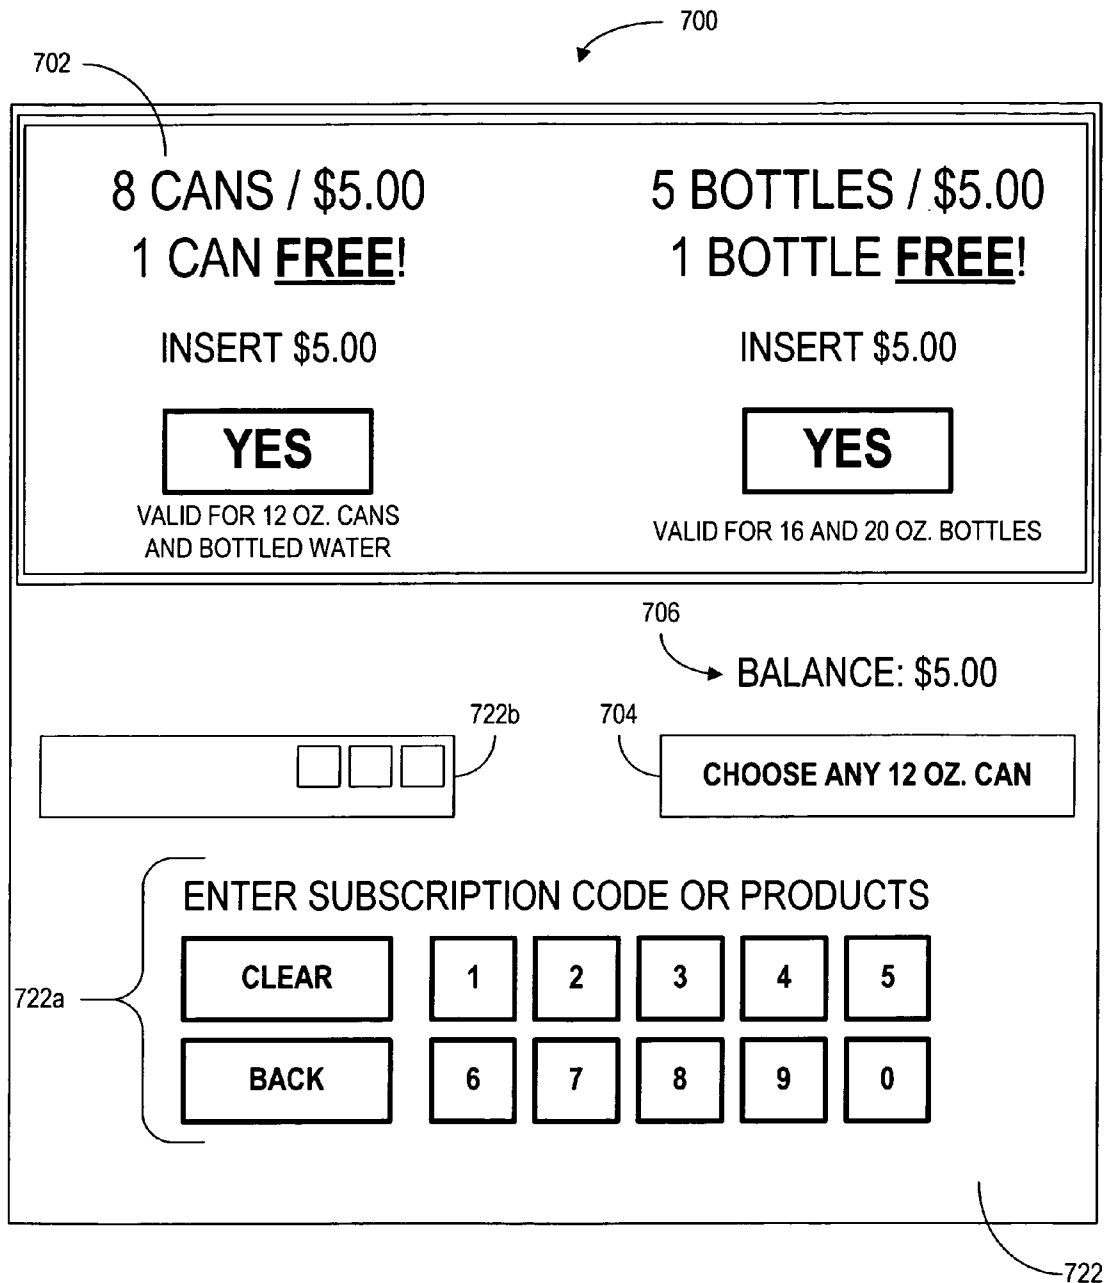 700
702
8 CANS / $5.00
1 CAN FREE!
INSERT $5.00
YES
VALID FOR 12 OZ. CANS
AND BOTTLED WATER
5 BOTTLES / $5.00
1 BOTTLE FREE!
INSERT $5.00
YES
VALID FOR 16 AND 20 OZ. BOTTLES
706
BALANCE: $5.00
722b
704
CHOOSE ANY 12 OZ. CAN
ENTER SUBSCRIPTION CODE OR PRODUCTS
CLEAR 1 2 3 4 5
722a
BACK 6 7 8 9 0
722